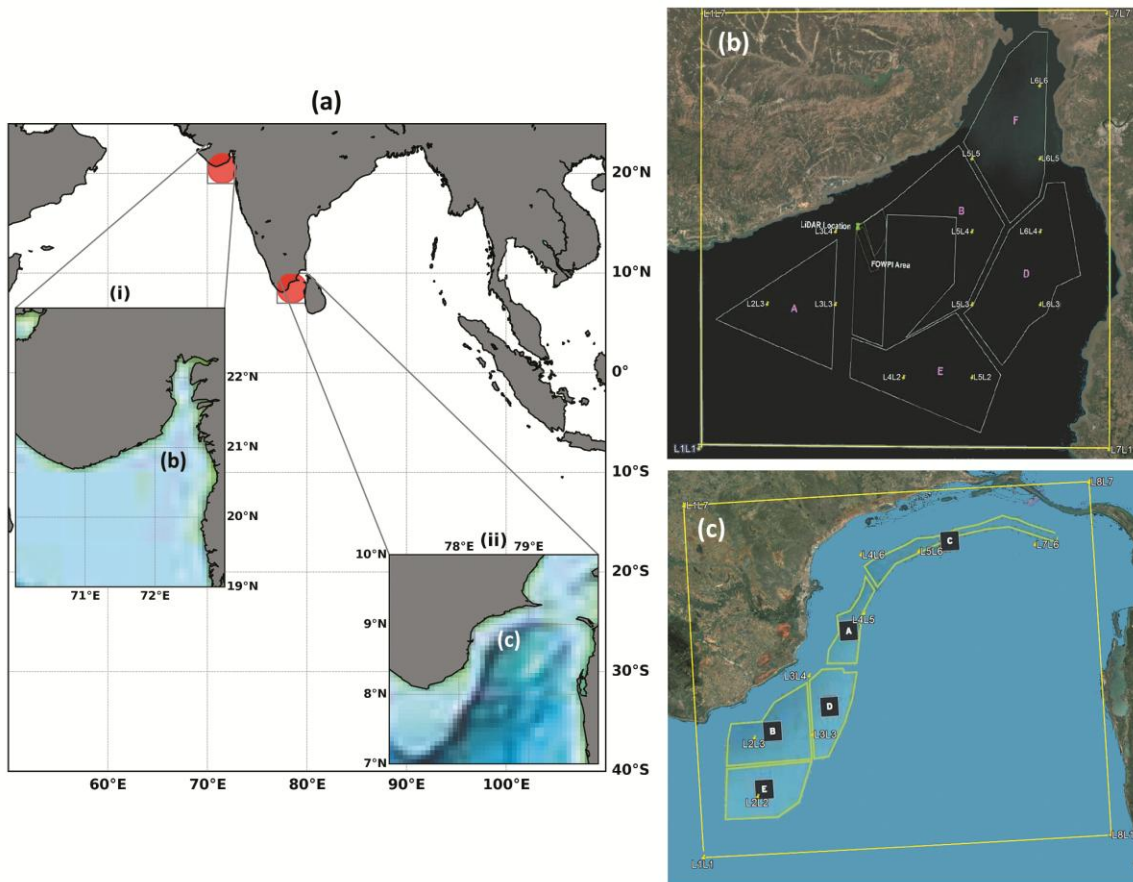 (a)
20°N
10°N
0°
10°S
20°S
30°S
40°S
60°E
70°E
80°E
90°E
100°E
(i)
22°N
21°N
20°N
19°N
71°E
72°E
(b)
(ii)
78°E
79°E
10°N
9°N
8°N
7°N
(c)
(b)
L1L7
L7L7
L6L6
F
L5L5
L6L5
B
LiDAR Location
L3L4
L5L4
L6L4
FOWPI Area
D
L2L3
A
L3L3
L5L3
L6L3
L4L2
E
L5L2
L1L1
L7L1
(c)
L1L7
L8L7
C
L4L6
L5L6
L7L6
L4L5
A
L3L4
D
B
L2L3
L3L3
E
L2L2
L1L1
L8L1